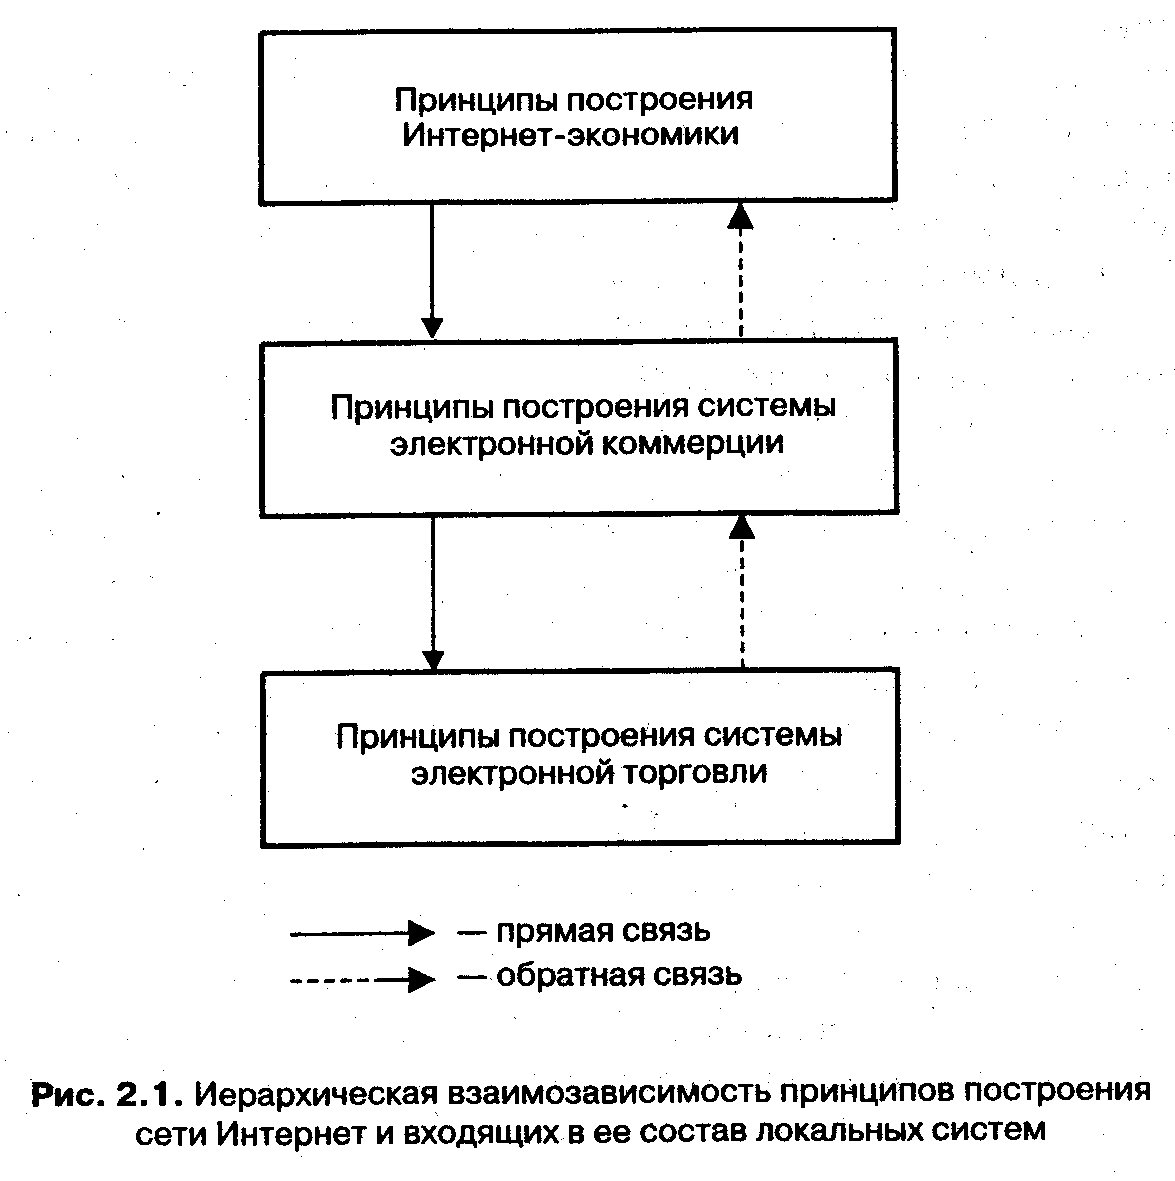 Принципы построения
Интернет-экономики
Принципы построения системы
электронной коммерции
Принципы построения системы
электронной торговли
— прямая связь
— обратная связь
Рис. 2.1. Иерархическая взаимозависимость принципов построения
сети Интернет и входящих в ее состав локальных систем